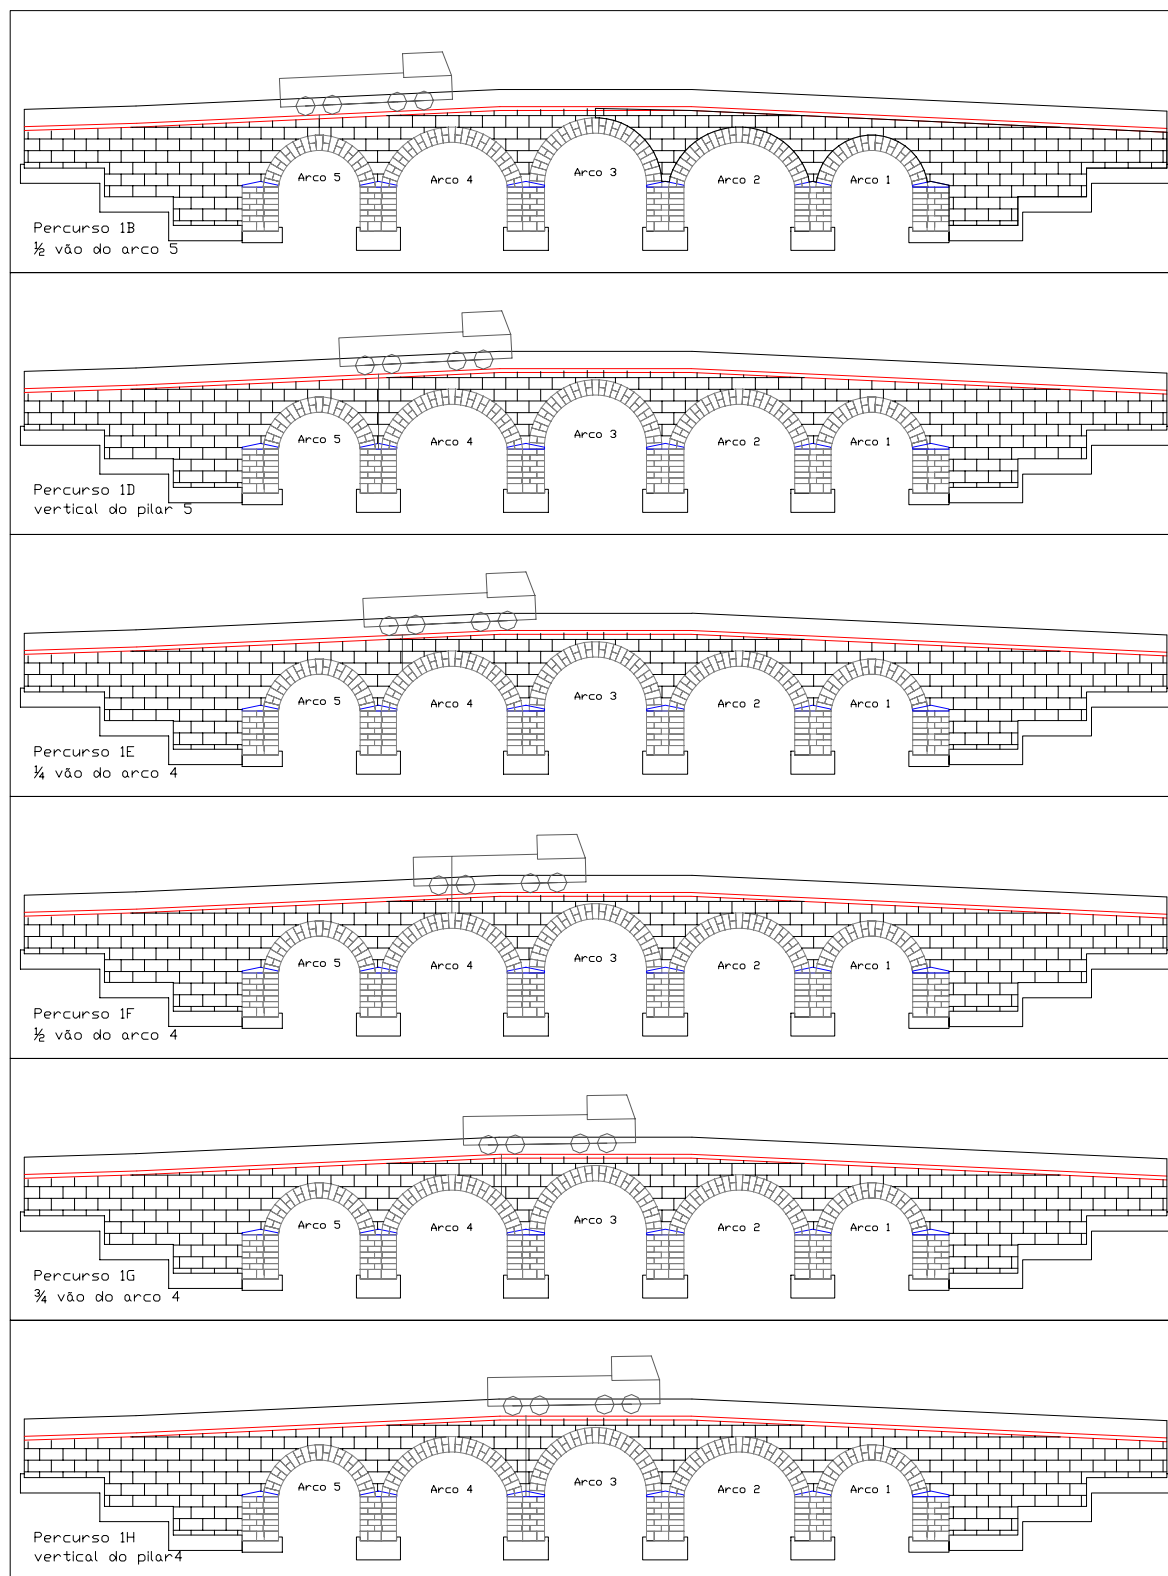 Arco 5
Arco 4
Arco 3
Arco 2
Arco 1
Percurso 1B
½ vão do arco 5
Arco 5
Arco 4
Arco 3
Arco 2
Arco 1
Percurso 1D
vertical do pilar 5
Arco 5
Arco 4
Arco 3
Arco 2
Arco 1
Percurso 1E
¼ vão do arco 4
Arco 5
Arco 4
Arco 3
Arco 2
Arco 1
Percurso 1F
½ vão do arco 4
Arco 5
Arco 4
Arco 3
Arco 2
Arco 1
Percurso 1G
¾ vão do arco 4
Arco 5
Arco 4
Arco 3
Arco 2
Arco 1
Percurso 1H
vertical do pilar4